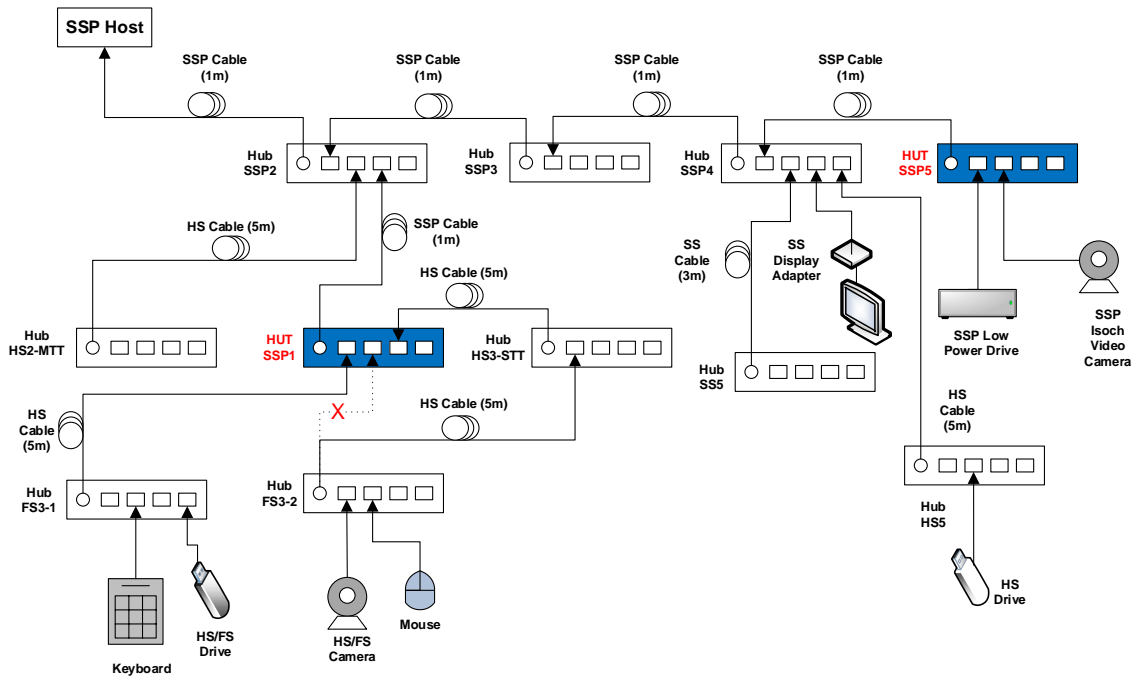 SSP Host
SSP Cable
(1m)
SSP Cable
(1m)
SSP Cable
(1m)
SSP Cable
(1m)
Hub
SSP2
Hub
SSP3
Hub
SSP4
HUT
SSP5
HS Cable (5m)
SSP Cable
(1m)
HS Cable (5m)
SS
Cable
(3m)
SS
Display
Adapter
SSP Low
Power Drive
SSP
Isoch
Video
Camera
Hub
HS2-MTT
HUT
SSP1
Hub
HS3-STT
Hub
SS5
HS
Cable
(5m)
X
HS Cable (5m)
HS
Cable
(5m)
Hub
FS3-1
Hub
FS3-2
Hub
HS5
HS
Drive
Keyboard
HS/FS
Drive
HS/FS
Camera
Mouse